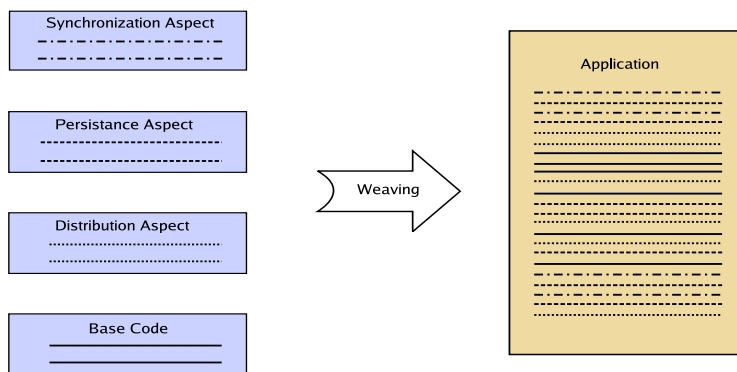 Synchronization Aspect
Persistance Aspect
Distribution Aspect
Base Code
Weaving
Application